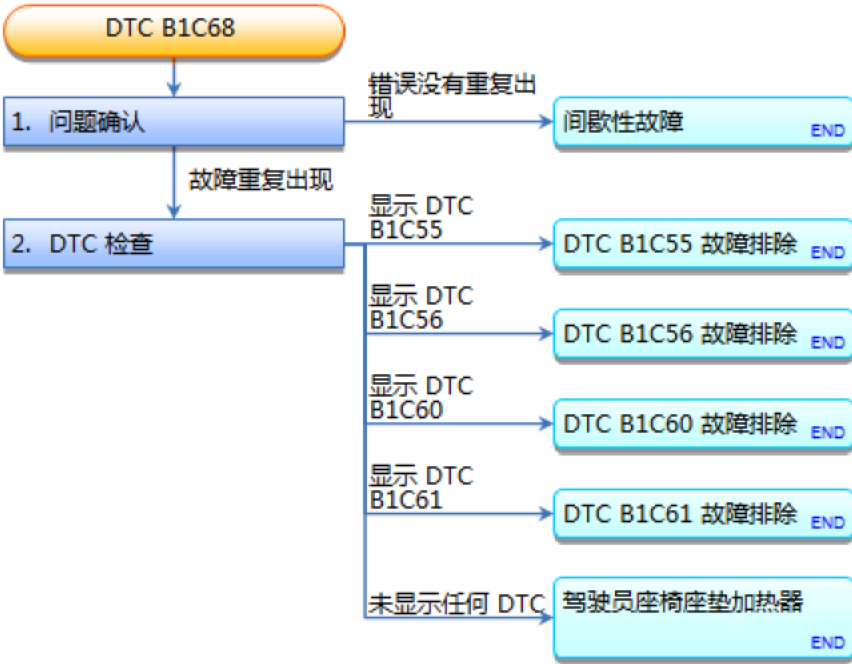 DTC B1C68
错误没有重复出
现
1. 问题确认
间歇性故障
END
故障重复出现
显示 DTC
B1C55
2. DTC 检查
DTC B1C55 故障排除
END
显示 DTC
B1C56
DTC B1C56 故障排除
END
显示 DTC
B1C60
DTC B1C60 故障排除
END
显示 DTC
B1C61
DTC B1C61 故障排除
END
未显示任何 DTC
驾驶员座椅座垫加热器
END